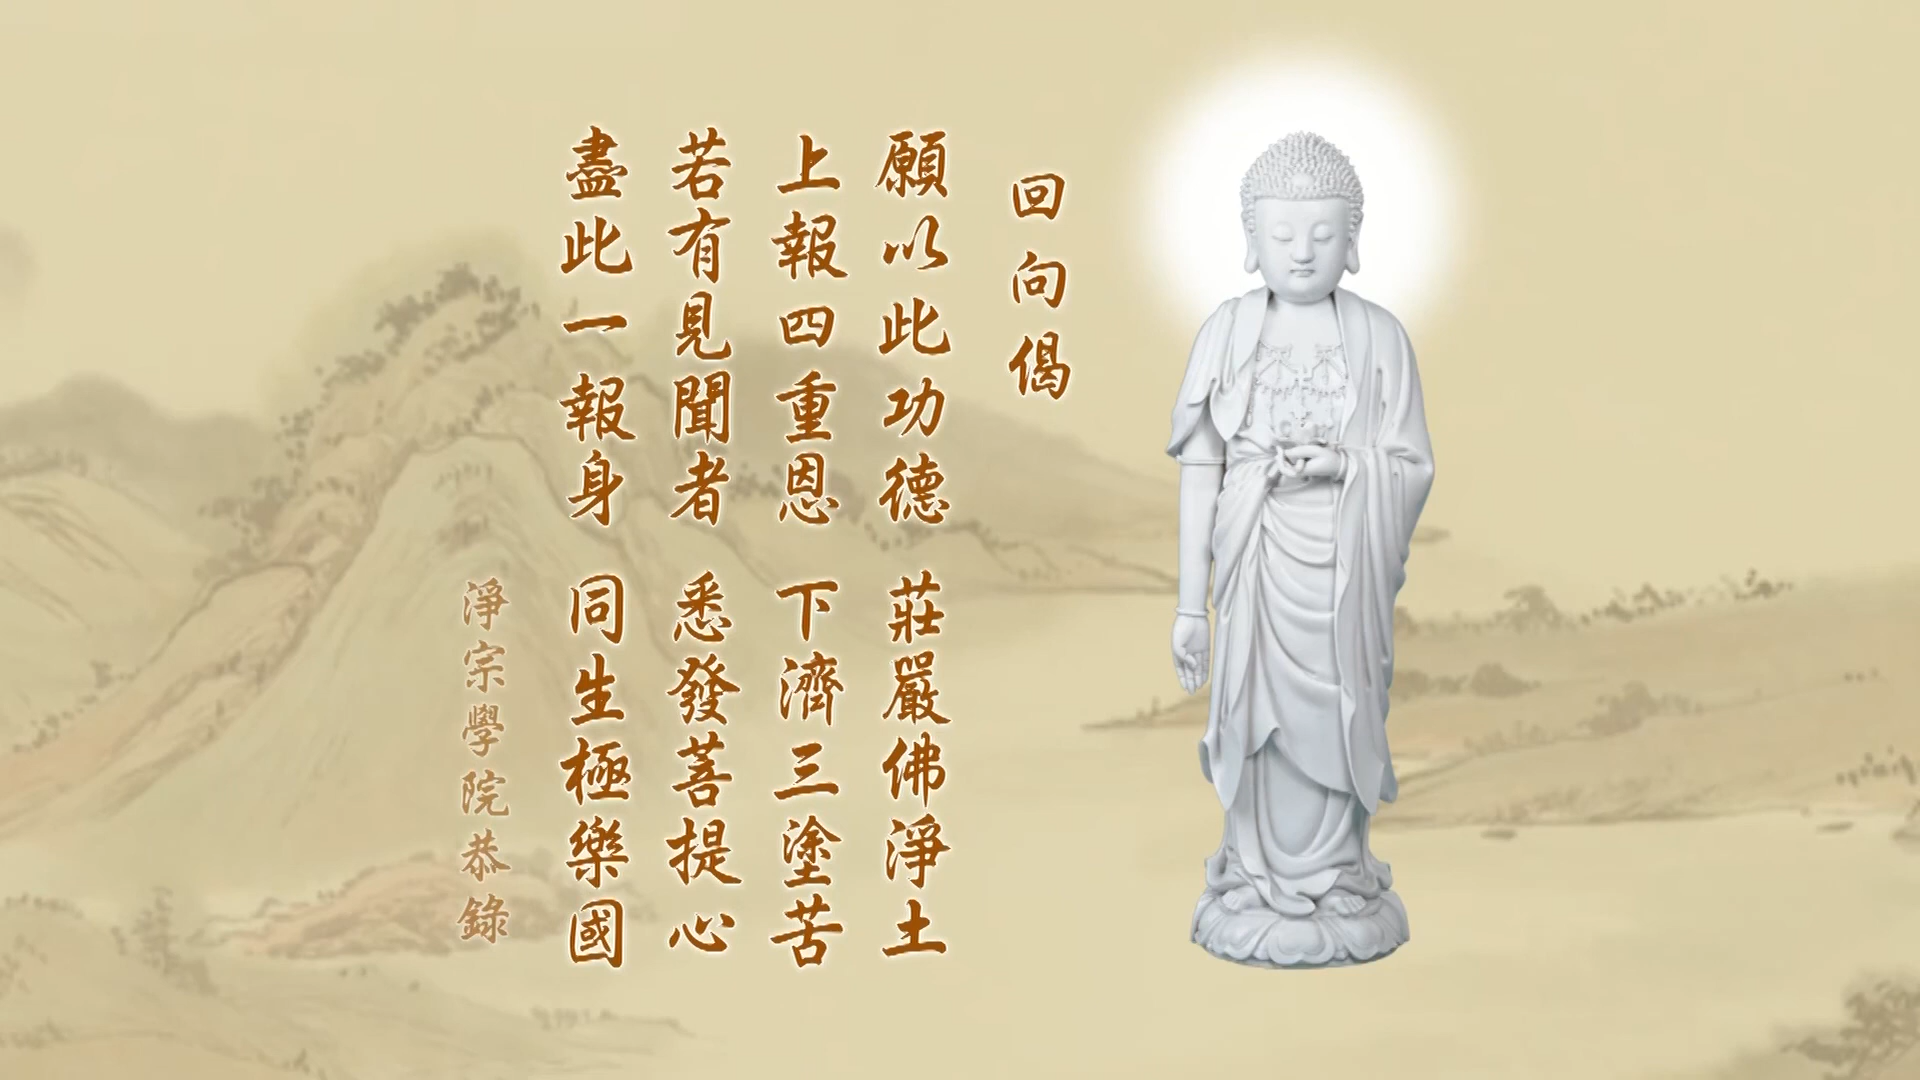 回向偈
願以此功德 莊嚴佛淨土
上報四重恩 下濟三塗苦
若有見聞者 悉發菩提心
盡此一報身 同生極樂國
淨宗學院恭錄